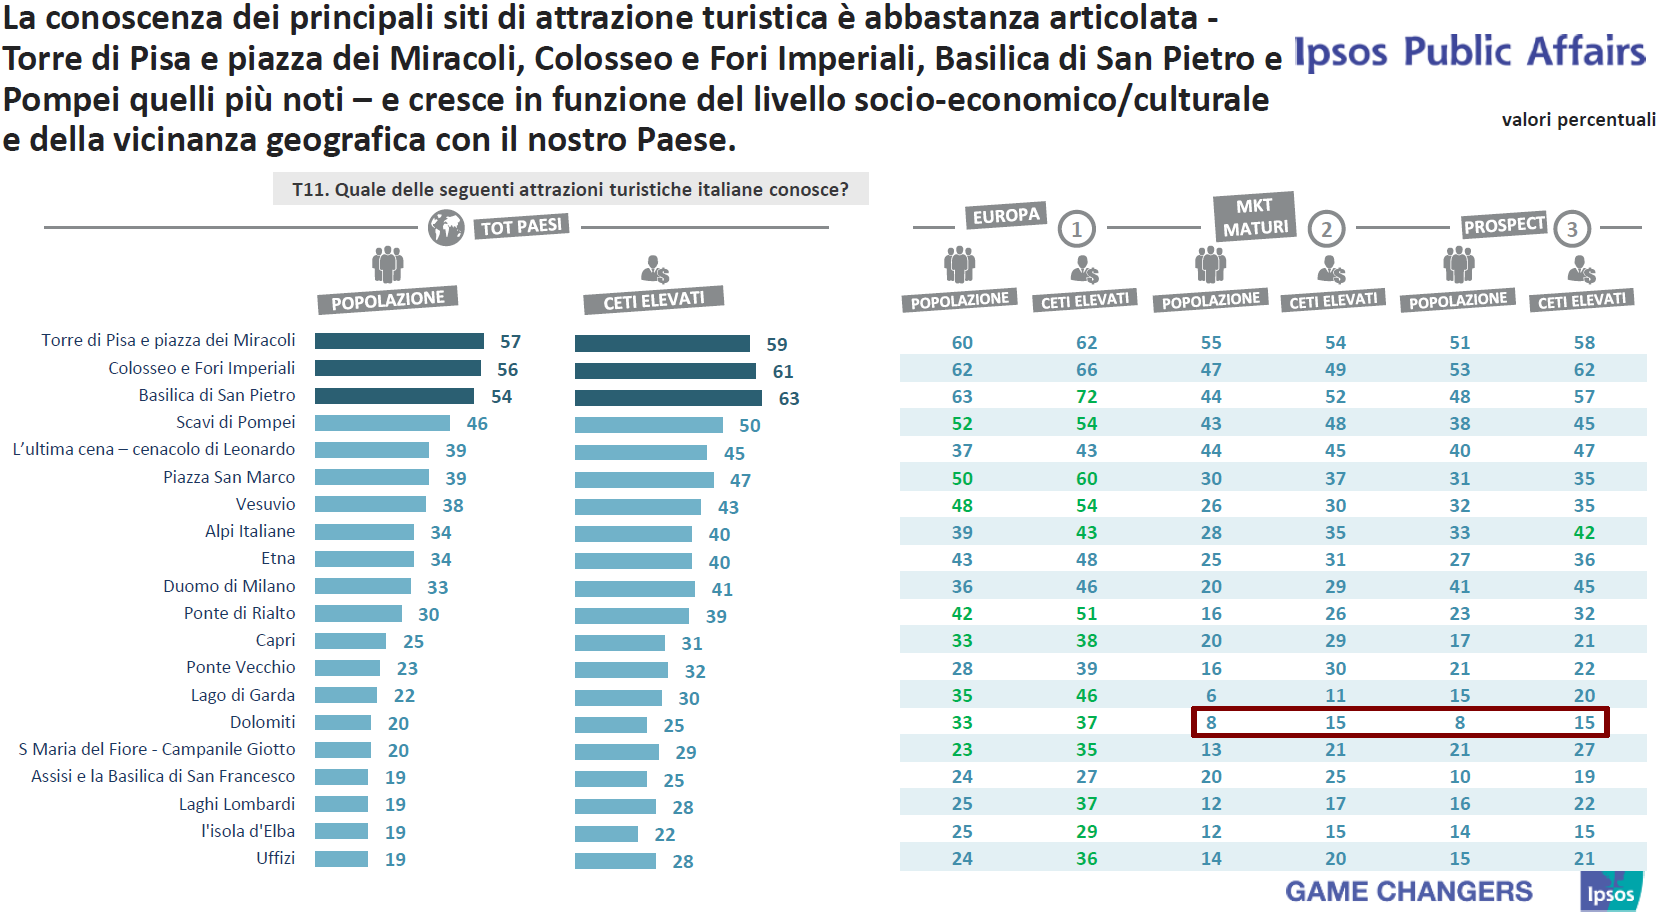 La conoscenza dei principali siti di attrazione turistica è abbastanza articolata -
Torre di Pisa e piazza dei Miracoli, Colosseo e Fori Imperiali, Basilica di San Pietro e
Pompei quelli più noti – e cresce in funzione del livello socio-economico/culturale
e della vicinanza geografica con il nostro Paese.
Ipsos Public Affairs
valori percentuali
T11. Quale delle seguenti attrazioni turistiche italiane conosce?
TOT PAESI
EUROPA 1 MKT MATURI 2 PROSPECT 3
POPOLAZIONE CETI ELEVATI POPOLAZIONE CETI ELEVATI POPOLAZIONE CETI ELEVATI POPOLAZIONE CETI ELEVATI
Torre di Pisa e piazza dei Miracoli 57 59 60 62 55 54 51 58
Colosseo e Fori Imperiali 56 61 62 66 47 49 53 62
Basilica di San Pietro 54 63 63 72 44 52 48 57
Scavi di Pompei 46 50 52 54 43 48 38 45
L'ultima cena – cenacolo di Leonardo 39 45 37 43 44 45 40 47
Piazza San Marco 39 47 50 60 30 37 31 35
Vesuvio 38 43 48 54 26 30 32 35
Alpi Italiane 34 40 39 43 28 35 33 42
Etna 34 40 43 48 25 31 27 36
Duomo di Milano 33 41 36 46 20 29 41 45
Ponte di Rialto 30 39 42 51 16 26 23 32
Capri 25 31 33 38 20 29 17 21
Ponte Vecchio 23 32 28 39 16 30 21 22
Lago di Garda 22 30 35 46 6 11 15 20
Dolomiti 20 25 33 37 8 15 8 15
S Maria del Fiore - Campanile Giotto 20 29 23 35 13 21 21 27
Assisi e la Basilica di San Francesco 19 25 24 27 20 25 10 19
Laghi Lombardi 19 28 25 37 12 17 16 22
l'isola d'Elba 19 22 25 29 12 15 14 15
Uffizi 19 28 24 36 14 20 15 21
GAME CHANGERS
Ipsos